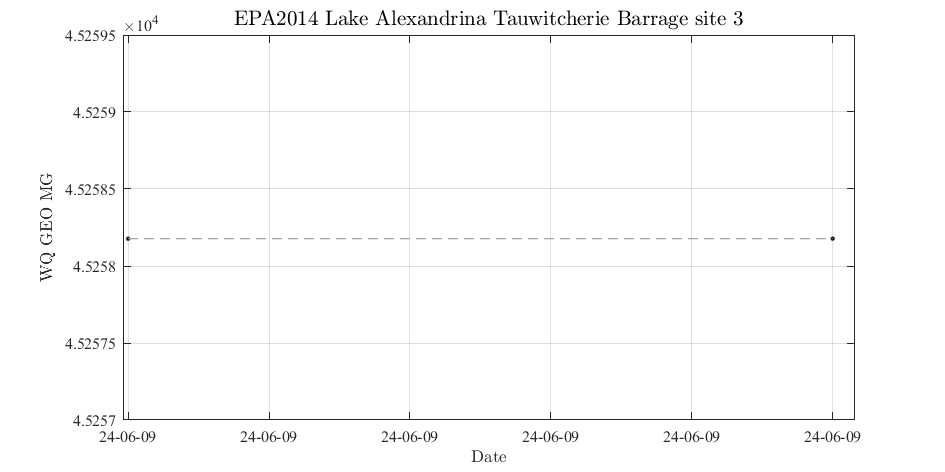 EPA2014 Lake Alexandrina Tauwitcherie Barrage site 3
×10⁴
4.52595
4.5259
4.52585
4.5258
4.52575
4.5257
WQ GEO MG
24-06-09 24-06-09 24-06-09 24-06-09 24-06-09 24-06-09
Date